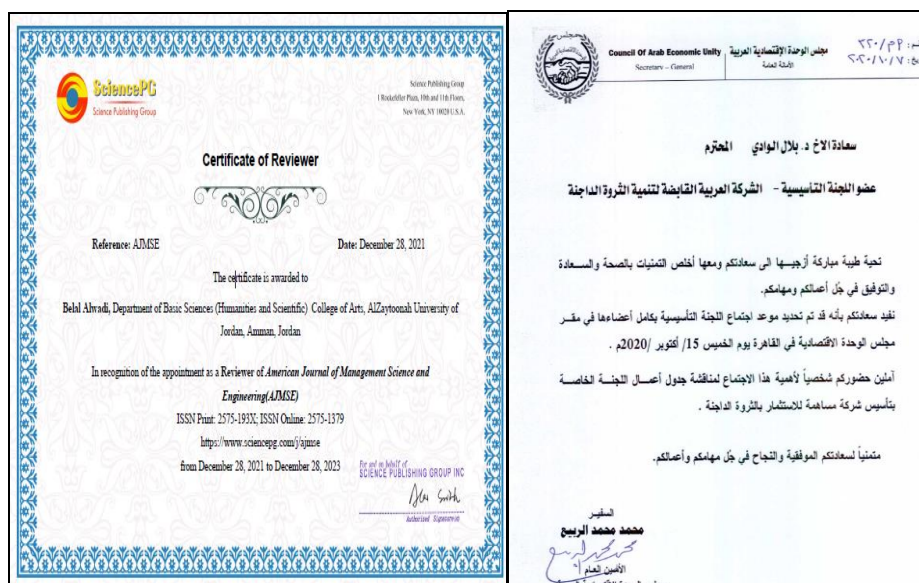 SciencePG
Science Publishing Group
Science Publishing Group
1 Rockefeller Plaza, 10th and 11th Floors,
New York, NY 10020 U.S.A.
Certificate of Reviewer
Reference: AJMSE
Date: December 28, 2021
The certificate is awarded to
Belal Alwadi, Department of Basic Sciences (Humanities and Scientific) College of Arts, AlZaytoonah University of
Jordan, Amman, Jordan
In recognition of the appointment as a Reviewer of American Journal of Management Science and
Engineering(AJMSE)
ISSN Print: 2575-193X; ISSN Online: 2575-1379
https://www.sciencepg.com/j/ajmse
from December 28, 2021 to December 28, 2023
For and on behalf of
SCIENCE PUBLISHING GROUP INC
Authorized Signature(s)
Council Of Arab Economic Unity
Secretary – General
مجلس الوحدة الإقتصادية العربية
الأمانة العامة
٢٠٢٠/١٠/٧
سعادة الاخ د. بلال الوادي المحترم
عضو اللجنة التأسيسية - الشركة العربية القابضة لتنمية الثروة الداجنة
تحية طيبة مباركة أزجيها الى سعادتكم ومعها أخلص التمنيات بالصحة والسعادة
والتوفيق في جُل أعمالكم ومهامكم.
نفيد سعادتكم بأنه قد تم تحديد موعد اجتماع اللجنة التأسيسية بكامل أعضاءها في مقر
مجلس الوحدة الاقتصادية في القاهرة يوم الخميس 15/ أكتوبر /2020م .
آملين حضوركم شخصياً لأهمية هذا الاجتماع لمناقشة جدول أعمال اللجنة الخاصة
بتأسيس شركة مساهمة للاستثمار بالثروة الداجنة .
متمنياً لسعادتكم الموفقية والنجاح في جُل مهامكم وأعمالكم.
السفير
محمد محمد الربيع
الأمين العام